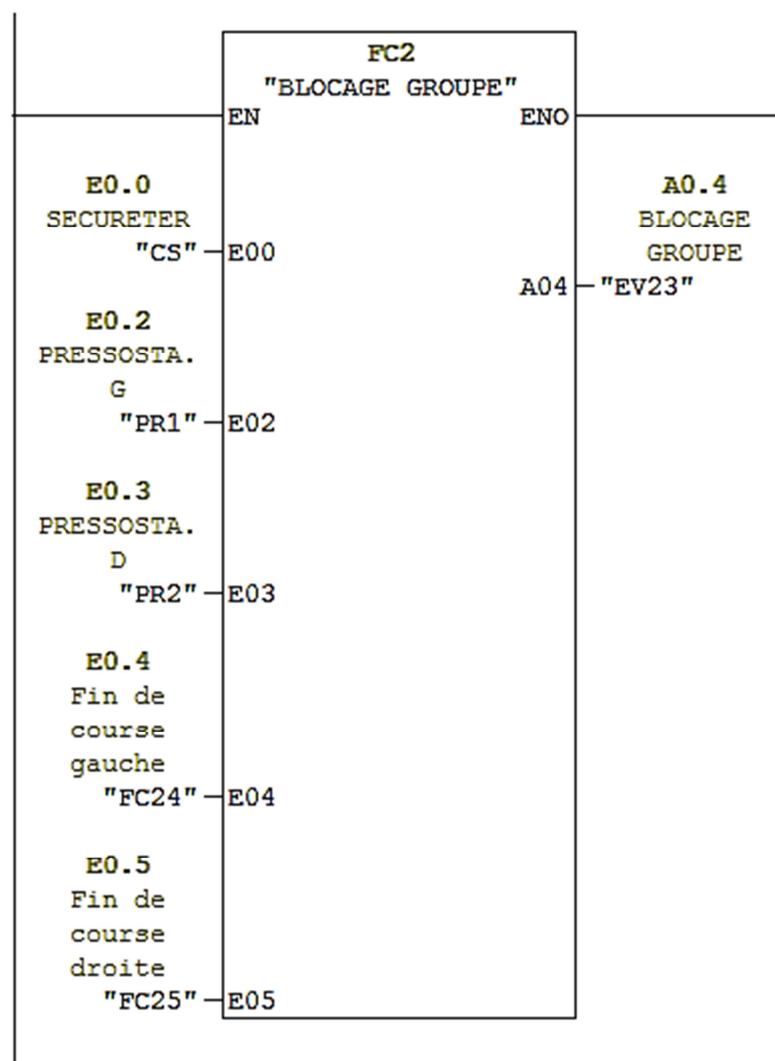 FC2
"BLOCAGE GROUPE"
EN ENO
E0.0
SECURETER
"CS" E00
A0.4
BLOCAGE
GROUPE
A04 "EV23"
E0.2
PRESSOSTA.
G
"PR1" E02
E0.3
PRESSOSTA.
D
"PR2" E03
E0.4
Fin de
course
gauche
"FC24" E04
E0.5
Fin de
course
droite
"FC25" E05